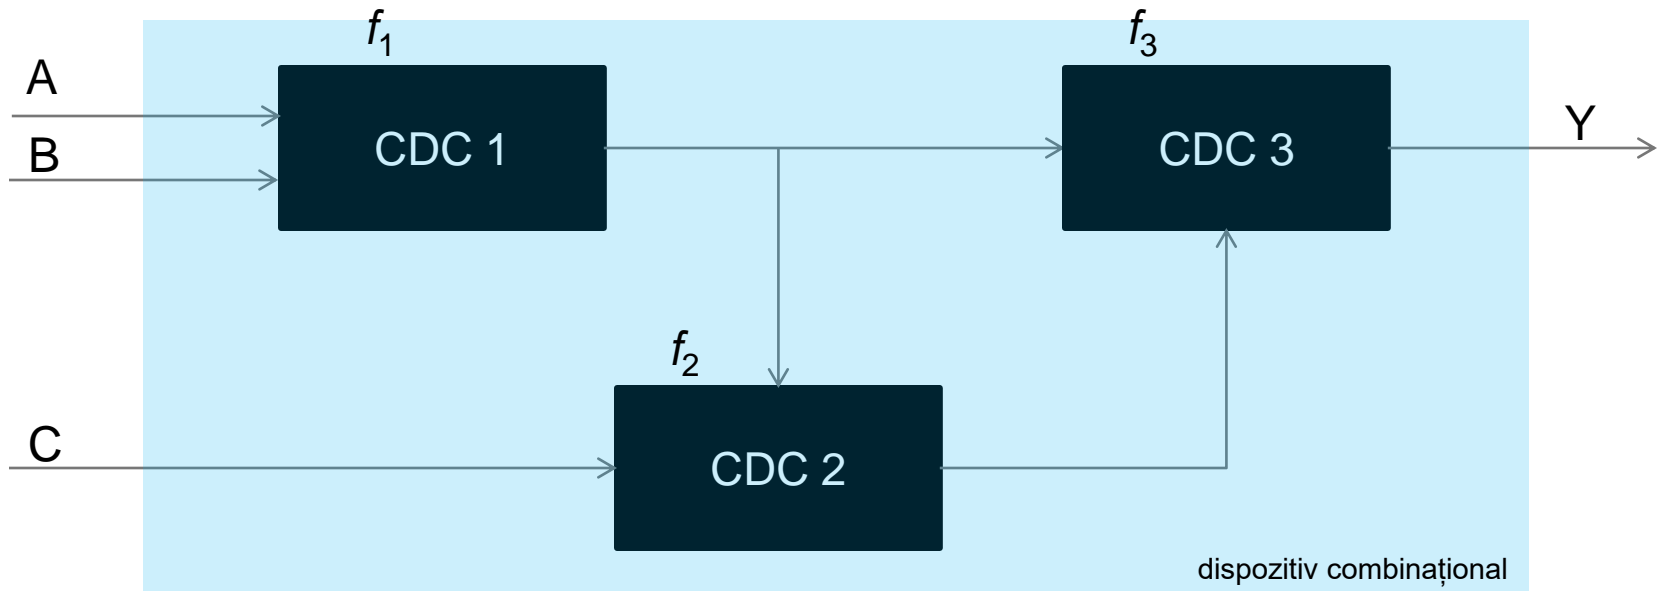 f1
f3
A
Y
CDC 1
CDC 3
B
f2
C
CDC 2
dispozitiv combinațional